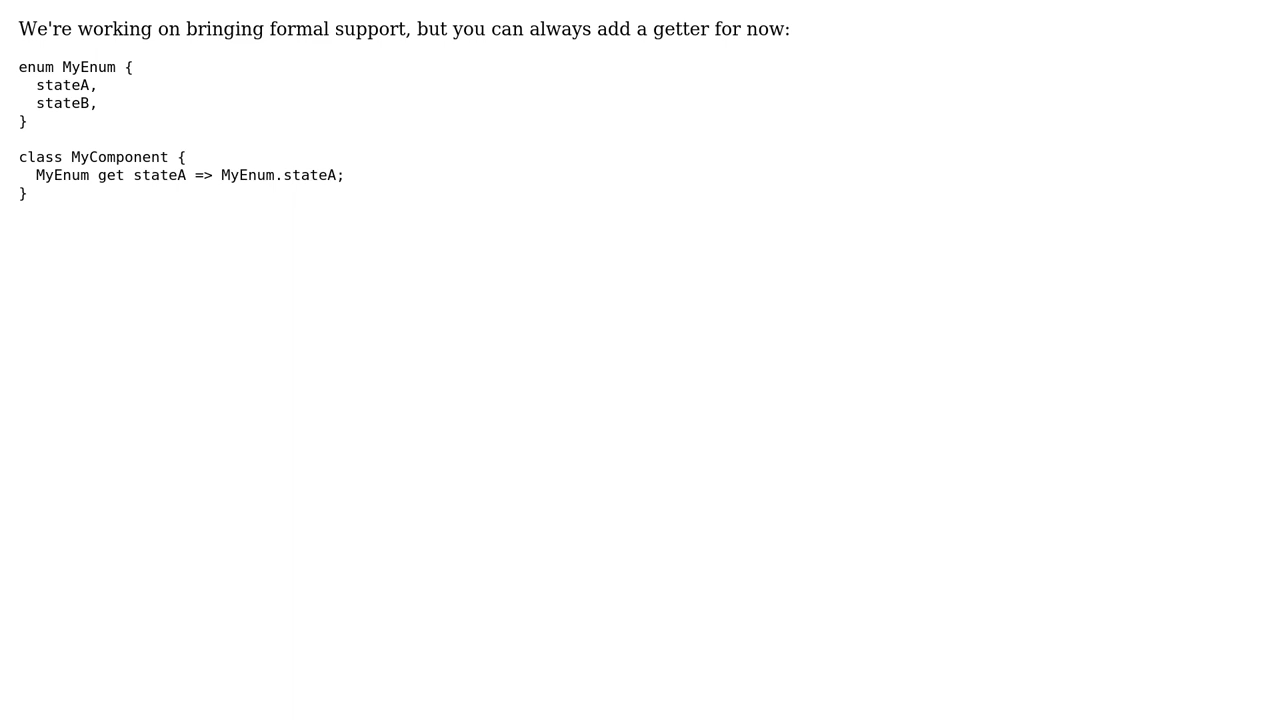 We're working on bringing formal support, but you can always add a getter for now:
enum MyEnum {
  stateA,
  stateB,
}
class MyComponent {
  MyEnum get stateA => MyEnum.stateA;
}